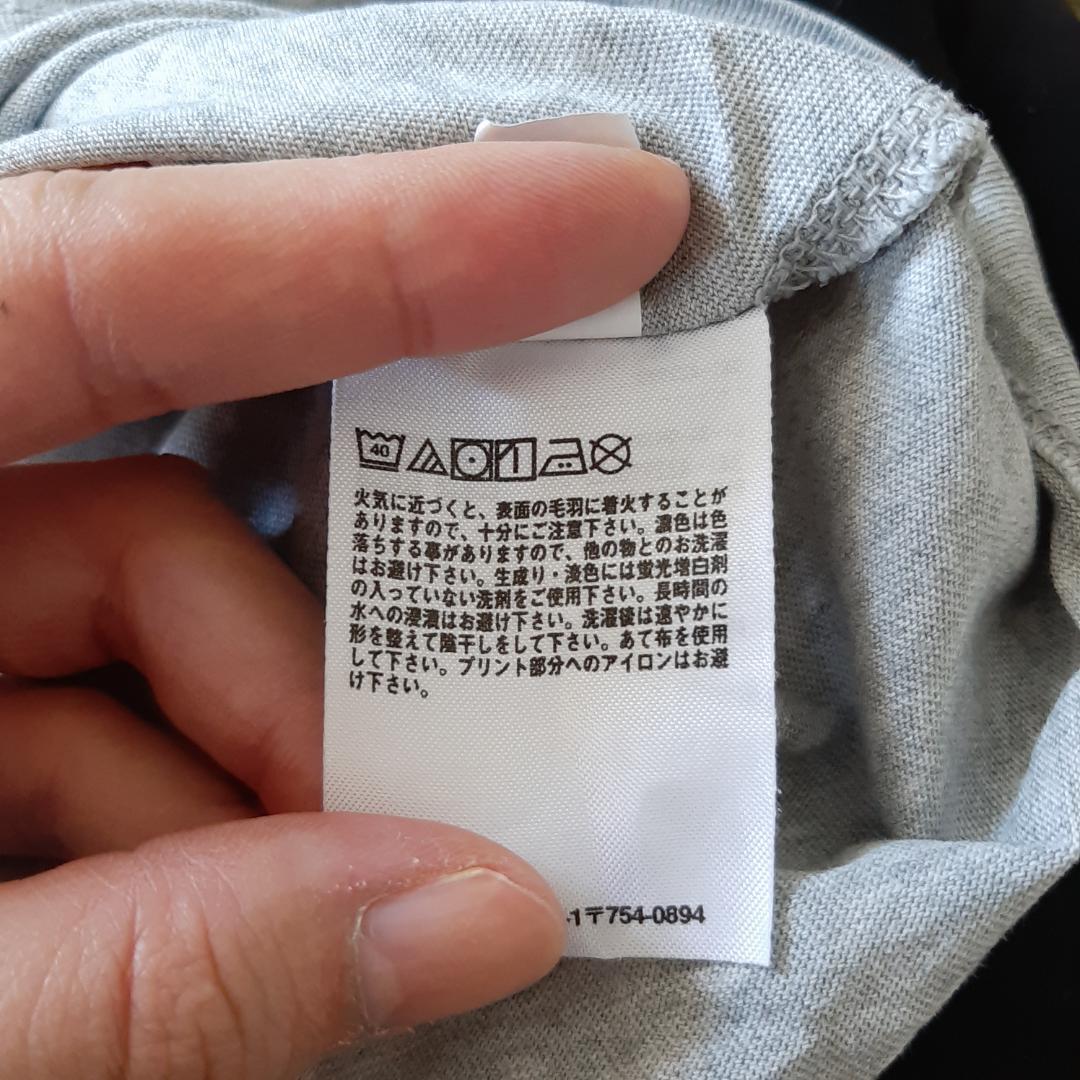 40
火気に近づくと、表面の毛羽に着火することが
ありますので、十分にご注意下さい。濃色は色
落ちする事がありますので、他の物とのお洗濯
はお避け下さい。生成り・淡色には蛍光増白剤
の入っていない洗剤をご使用下さい。長時間の
水への浸漬はお避け下さい。洗濯後は速やかに
形を整えて陰干しをして下さい。あて布を使用
して下さい。プリント部分へのアイロンはお避
け下さい。
-1〒754-0894